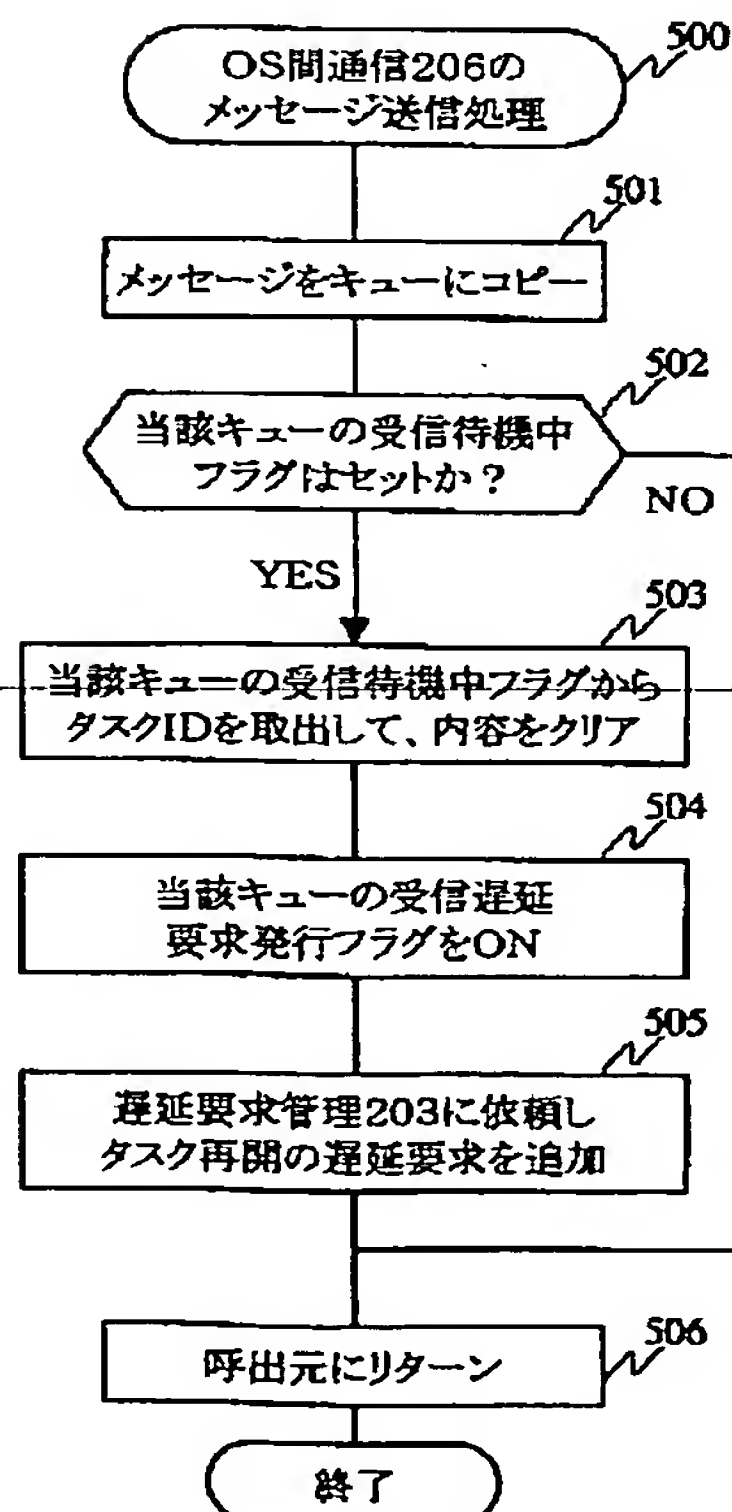 500
OS間通信206の
メッセージ送信処理
501
メッセージをキューにコピー
502
当該キューの受信待機中
フラグはセットか？
NO
YES
503
当該キューの受信待機中フラグから
タスクIDを取出して、内容をクリア
504
当該キューの受信遅延
要求発行フラグをON
505
遅延要求管理203に依頼し
タスク再開の遅延要求を追加
506
呼出元にリターン
終了